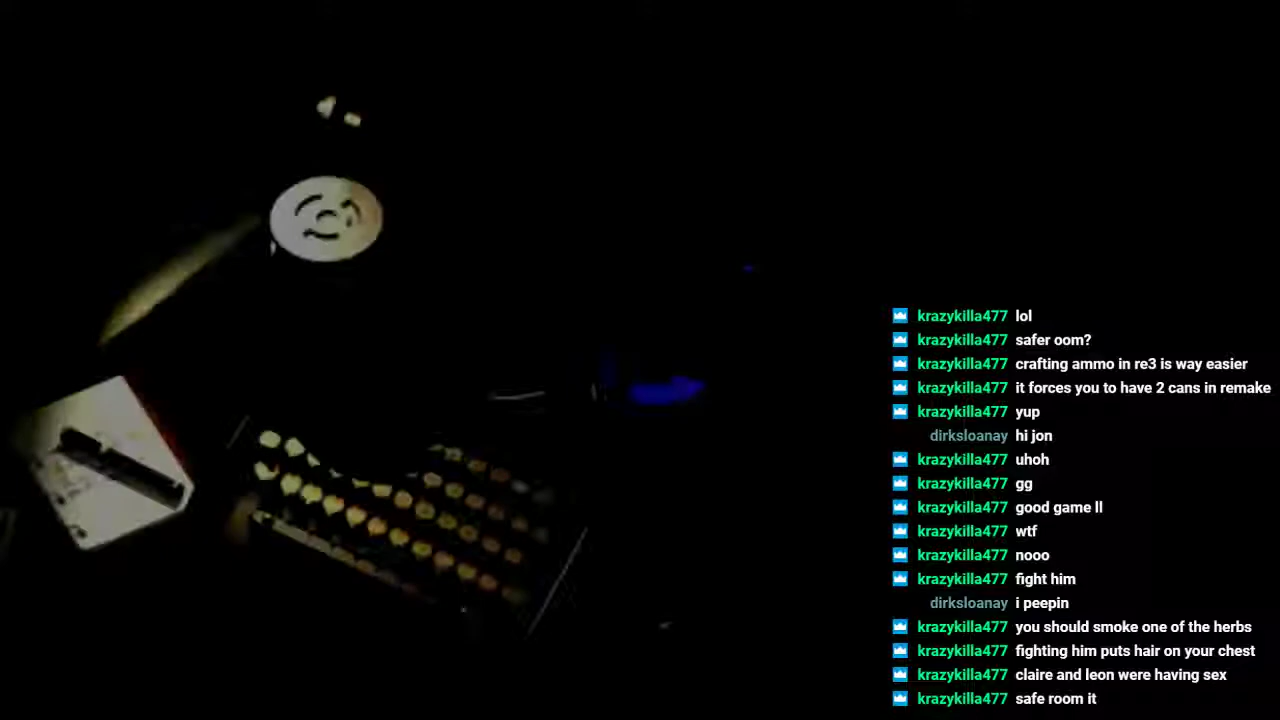 krazykilla477 lol
krazykilla477 safer oom?
krazykilla477 crafting ammo in re3 is way easier
krazykilla477 it forces you to have 2 cans in remake
krazykilla477 yup
dirksloanay hi jon
krazykilla477 uhoh
krazykilla477 gg
krazykilla477 good game ll
krazykilla477 wtf
krazykilla477 nooo
krazykilla477 fight him
dirksloanay i peepin
krazykilla477 you should smoke one of the herbs
krazykilla477 fighting him puts hair on your chest
krazykilla477 claire and leon were having sex
krazykilla477 safe room it